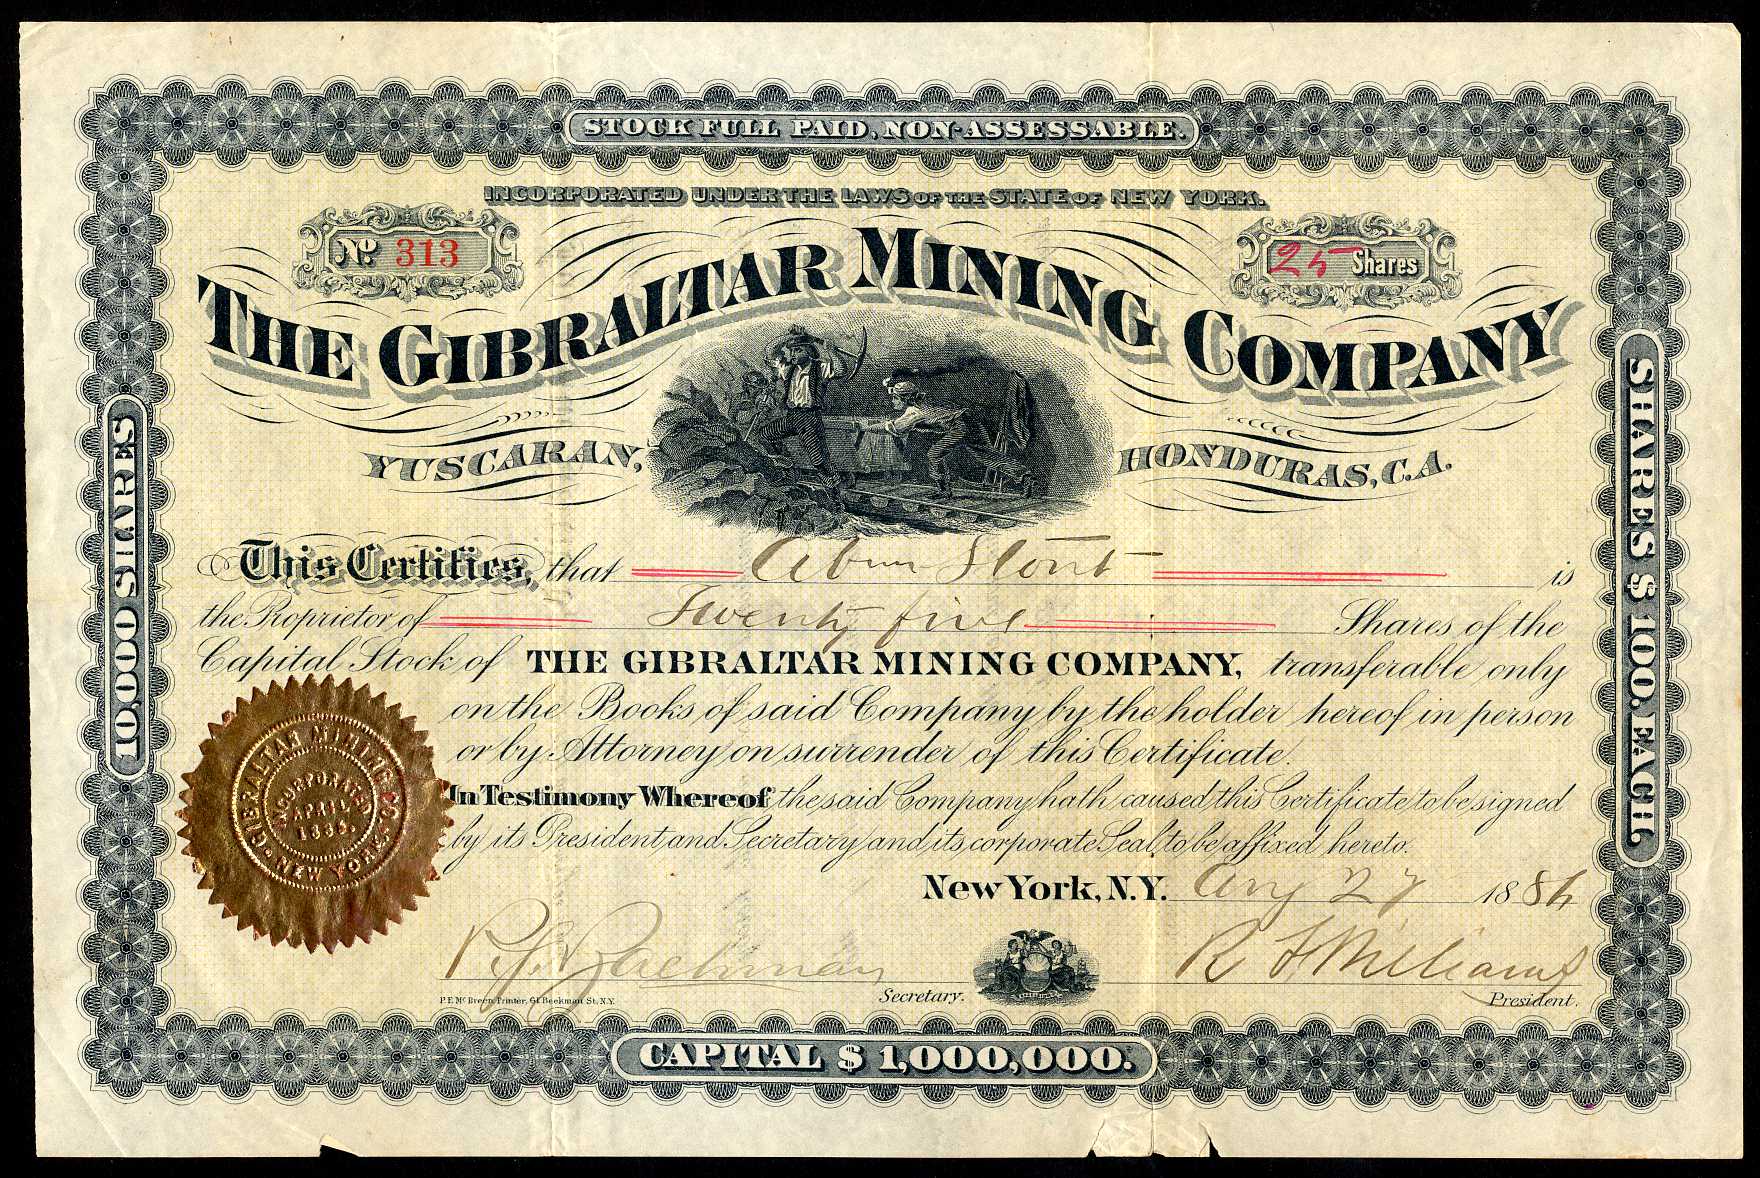 STOCK FULL PAID, NON-ASSESSABLE.
INCORPORATED UNDER THE LAWS OF THE STATE OF NEW YORK.
No 313
25 Shares
THE GIBRALTAR MINING COMPANY
YUSCARAN, HONDURAS, C.A.
10,000 SHARES
SHARES $100. EACH.
This Certifies, that Abm Stout is
the Proprietor of Twenty five Shares of the
Capital Stock of THE GIBRALTAR MINING COMPANY, transferable only
on the Books of said Company by the holder hereof in person
or by Attorney on surrender of this Certificate.
In Testimony Whereof the said Company hath caused this Certificate to be signed
by its President and Secretary and its corporate Seal, to be affixed hereto.
GIBRALTAR MINING CO.
INCORPORATED
APRIL
NEW YORK
New York, N.Y. Aug 27 1886
R F Williams
P.F. McBreen, Printer, 61 Beekman St. N.Y.
Secretary.
President.
CAPITAL $1,000,000.